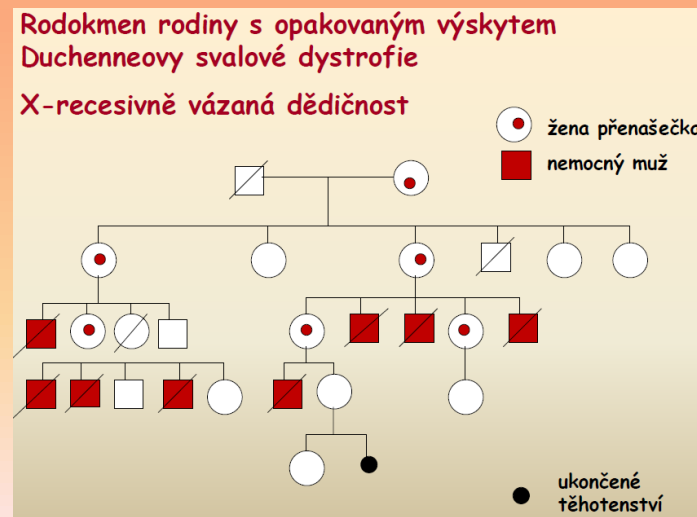 Rodokmen rodiny s opakovaným výskytem
Duchenneovy svalové dystrofie
X-recesivně vázaná dědičnost
žena přenašečka
nemocný muž
ukončené
těhotenství